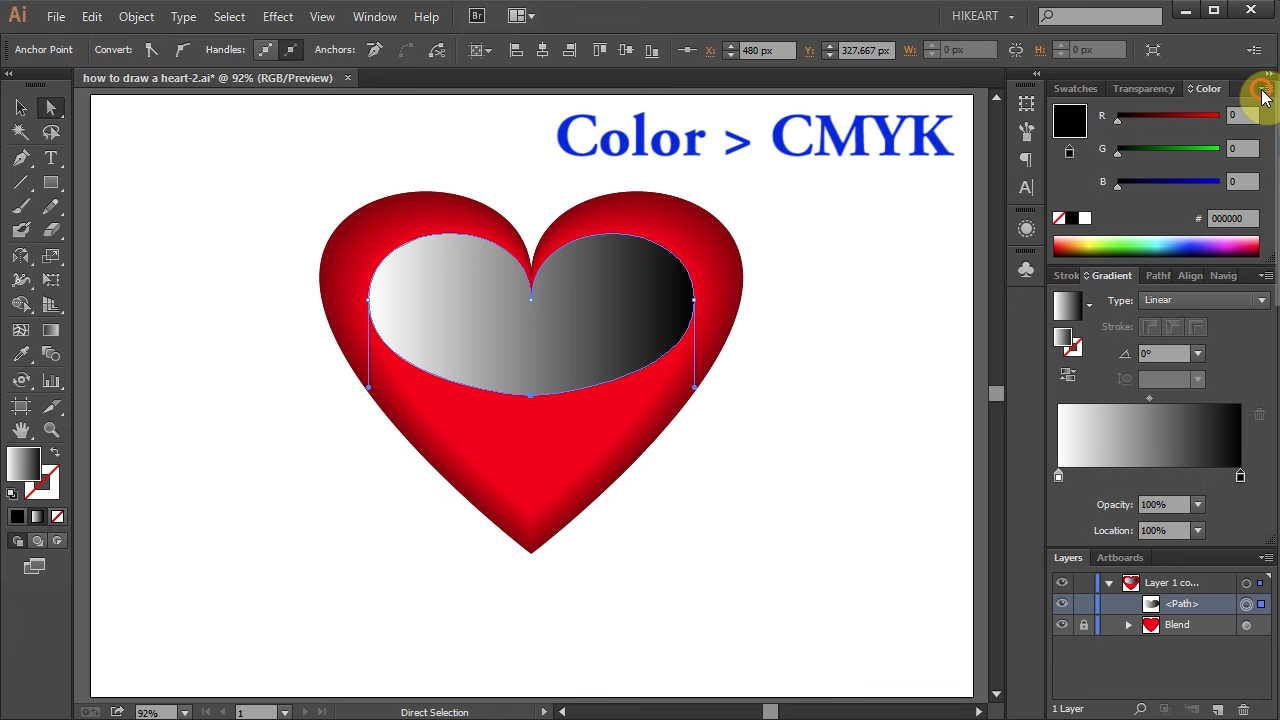 Ai File Edit Object Type Select Effect View Window Help Br HIKEART
Anchor Point Convert: Handles: Anchors: X: 480 px Y: 327.667 px W: 0 px H: 0 px
how to draw a heart-2.ai* @ 92% (RGB/Preview)
Swatches Transparency Color
Color > CMYK
R 0
G 0
B 0
# 000000
Strok Gradient Pathf Align Navig
Type: Linear
Stroke:
0°
Opacity: 100%
Location: 100%
Layers Artboards
Layer 1 co...
<Path>
Blend
1 Layer
92% 1 Direct Selection